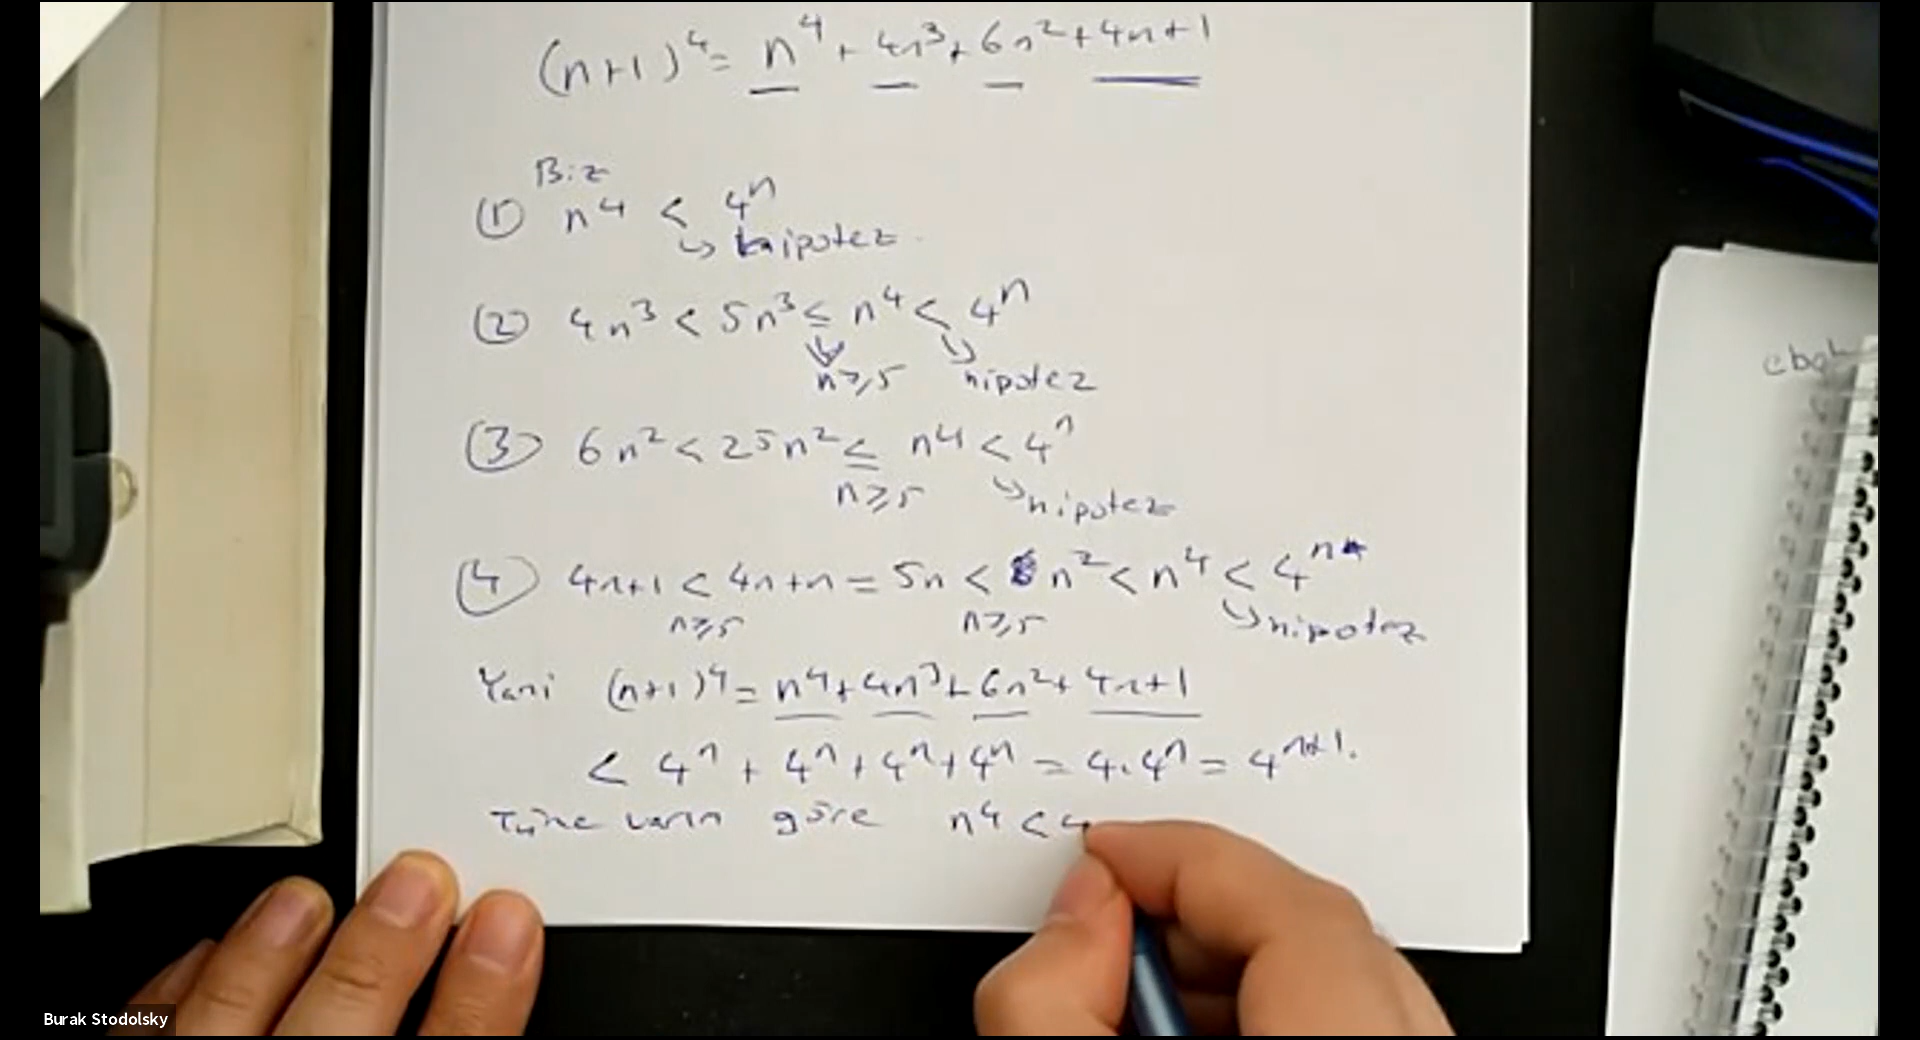 (n+1)⁴ = n⁴ + 4n³ + 6n² + 4n+1
Biz
① n⁴ < 4ⁿ
↳ hipotez
② 4n³ < 5n³ ≤ n⁴ < 4ⁿ
n≥5 hipotez
③ 6n² < 25n² ≤ n⁴ < 4ⁿ
n≥5 hipotez
④ 4n+1 < 4n+n = 5n < n² < n⁴ < 4ⁿ
n≥5 n≥5 hipotez
Yani (n+1)⁴ = n⁴ + 4n³ + 6n² + 4n+1
< 4ⁿ + 4ⁿ + 4ⁿ + 4ⁿ = 4.4ⁿ = 4ⁿ⁺¹.
göre n⁴ < 4
Burak Stodolsky